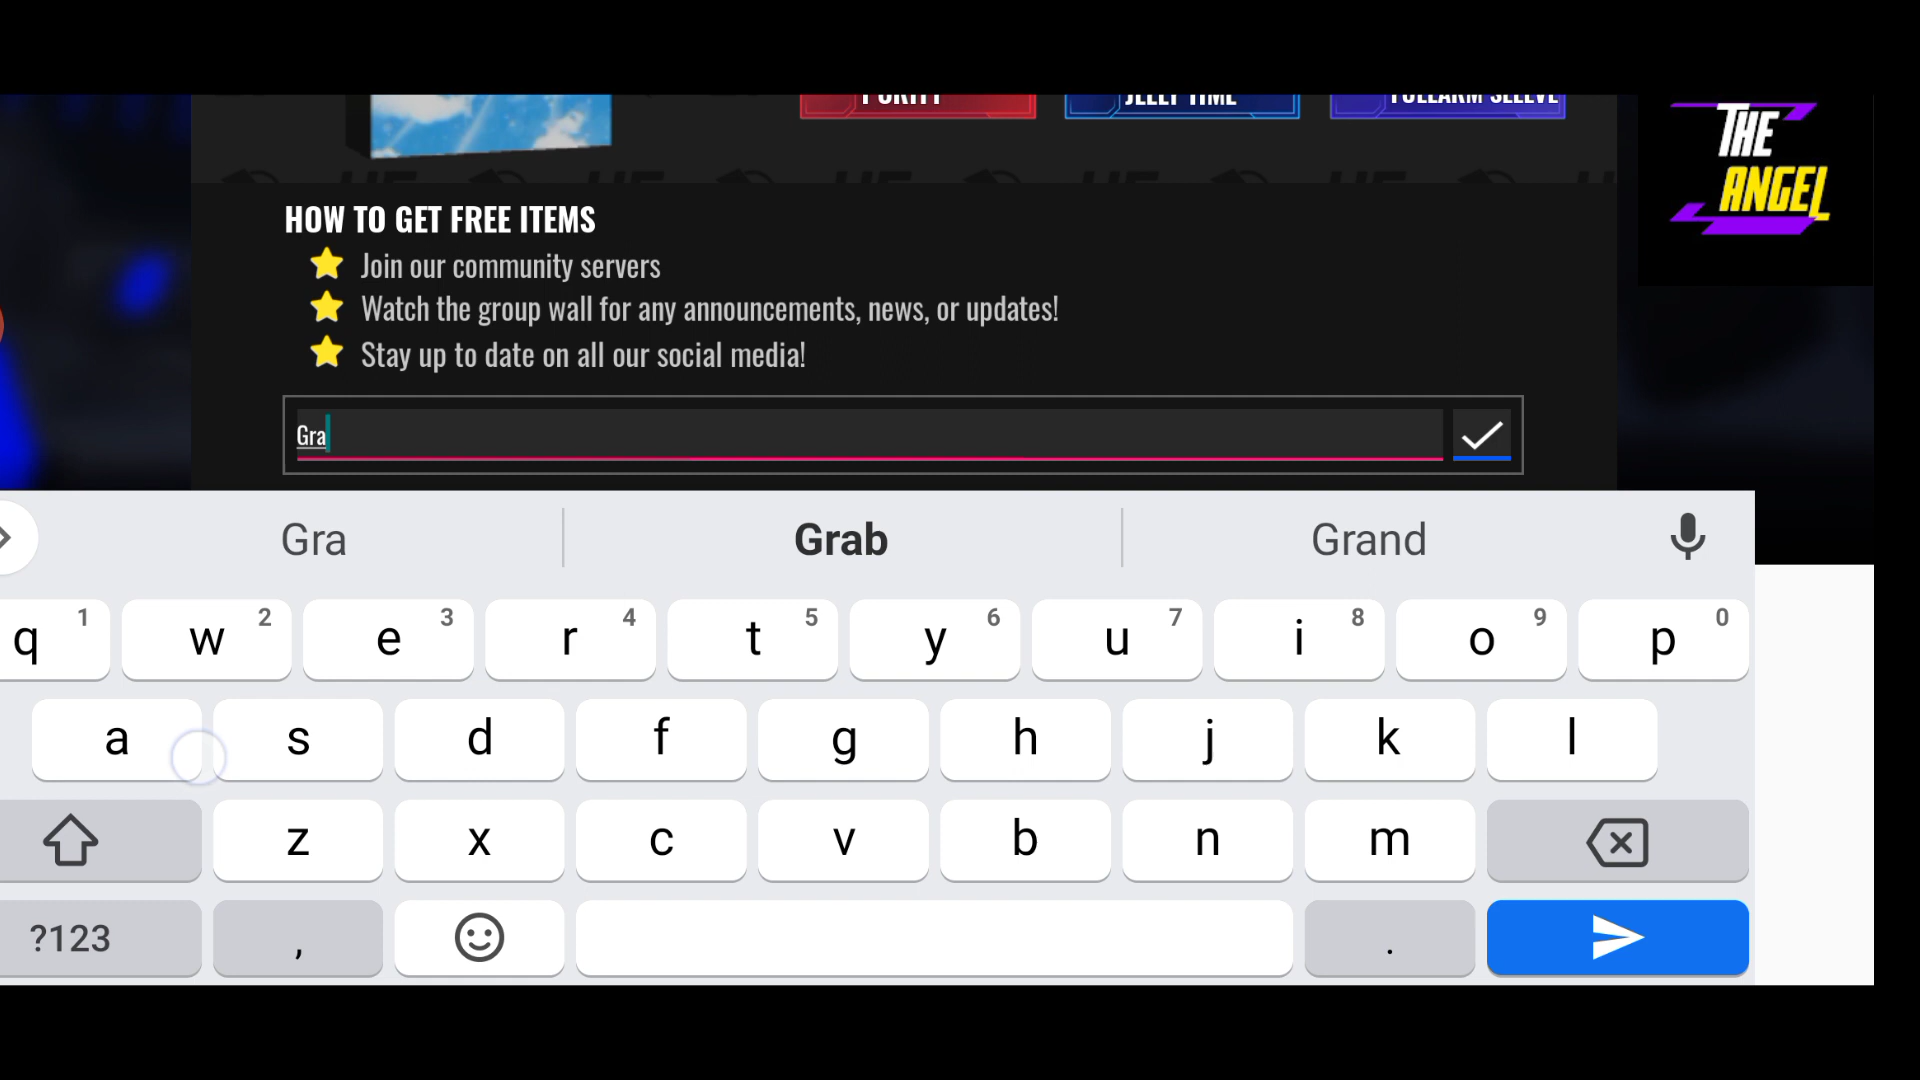 JELLY TIME
THE
ANGEL
HOW TO GET FREE ITEMS
Join our community servers
Watch the group wall for any announcements, news, or updates!
Stay up to date on all our social media!
Gra
Gra Grab Grand
q 1 w 2 e 3 r 4 t 5 y 6 u 7 i 8 o 9 p 0
a s d f g h j k l
z x c v b n m
?123 , .